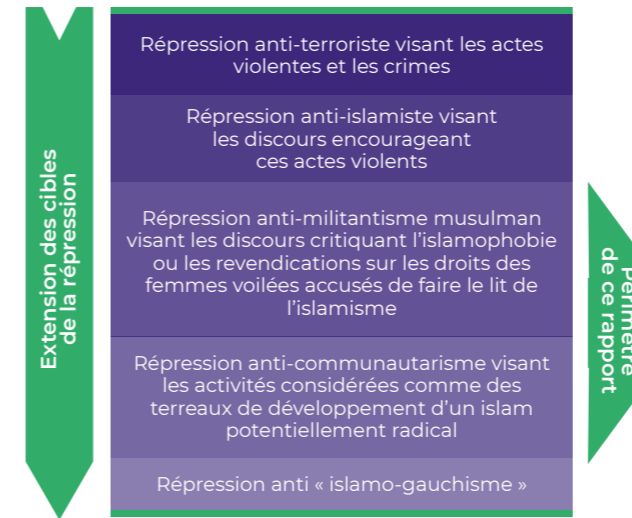 Extension des cibles
de la répression
Répression anti-terroriste visant les actes
violentes et les crimes
Répression anti-islamiste visant
les discours encourageant
ces actes violents
Répression anti-militantisme musulman
visant les discours critiquant l'islamophobie
ou les revendications sur les droits des
femmes voilées accusés de faire le lit de
l'islamisme
Répression anti-communautarisme visant
les activités considérées comme des
terreaux de développement d'un islam
potentiellement radical
Répression anti « islamo-gauchisme »
Périmètre
de ce rapport